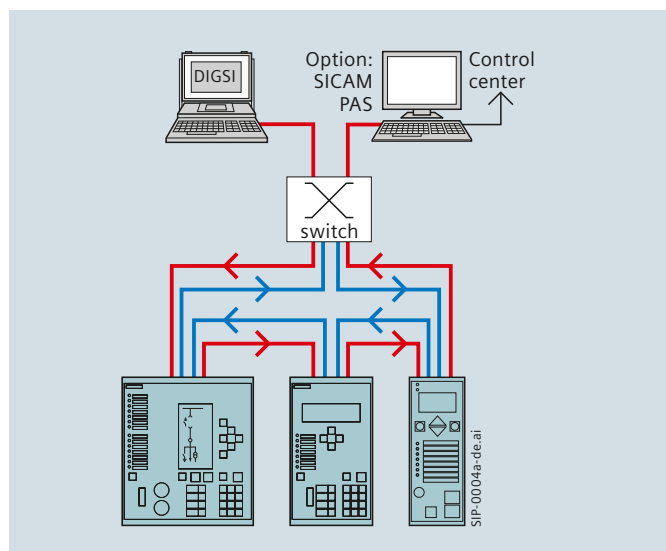 DIGSI
Option:
SICAM
PAS
Control
center
switch
SIP-0004a-de.ai